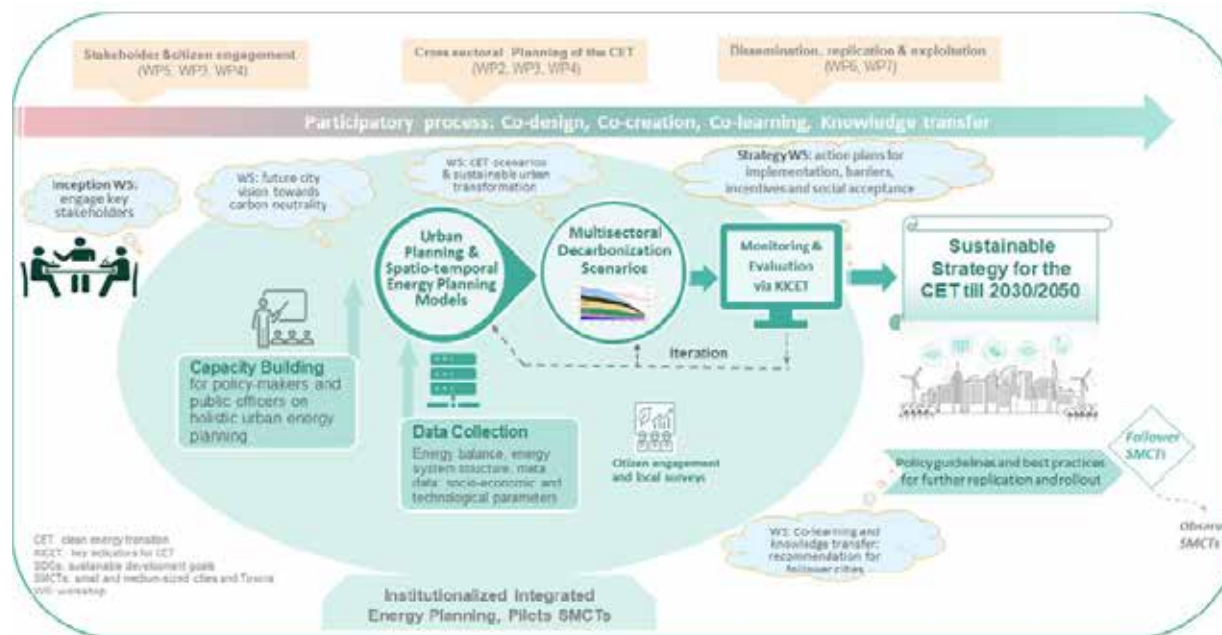 Stakeholder &citizen engagement
(WP5, WP3, WP4)
Cross sectoral Planning of the CET
(WP2, WP3, WP4)
Dissemination, replication & exploitation
(WP6, WP7)
Participatory process: Co-design, Co-creation, Co-learning, Knowledge transfer
Inception WS:
engage key
stakeholders
WS: future city
vision towards
carbon neutrality
WS: CET scenarios
& sustainable urban
transformation
Strategy WS: action plans for
implementation, barriers,
incentives and social acceptance
Urban
Planning &
Spatio-temporal
Energy Planning
Models
Multisectoral
Decarbonization
Scenarios
Monitoring &
Evaluation
via KICET
Sustainable
Strategy for the
CET till 2030/2050
Iteration
Capacity Building
for policy-makers and
public officers on
holistic urban energy
planning
Data Collection
Energy balance, energy
system structure, meta
data: socio-economic and
technological parameters
Citizen engagement
and local surveys
Policy guidelines and best practices
for further replication and rollout
Follower
SMCTs
Observ
SMCTs
WS: Co-learning and
knowledge transfer:
recommendation for
follower cities
CET: clean energy transition
KICET: key indicators for CET
SDGs: sustainable development goals
SMCTs: small and medium-sized cities and Towns
WS: workshop
Institutionalized Integrated
Energy Planning, Pilots SMCTs